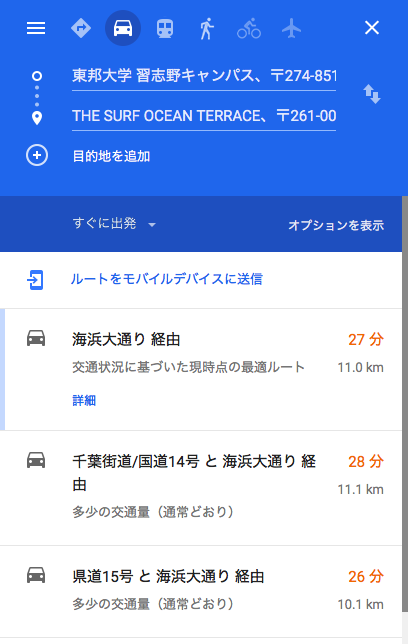 東邦大学 習志野キャンパス、〒274-851
THE SURF OCEAN TERRACE、〒261-00
目的地を追加
すぐに出発
オプションを表示
ルートをモバイルデバイスに送信
海浜大通り 経由 27 分
交通状況に基づいた現時点の最適ルート 11.0 km
詳細
千葉街道/国道14号 と 海浜大通り 経 28 分
由 11.1 km
多少の交通量（通常どおり）
県道15号 と 海浜大通り 経由 26 分
多少の交通量（通常どおり） 10.1 km